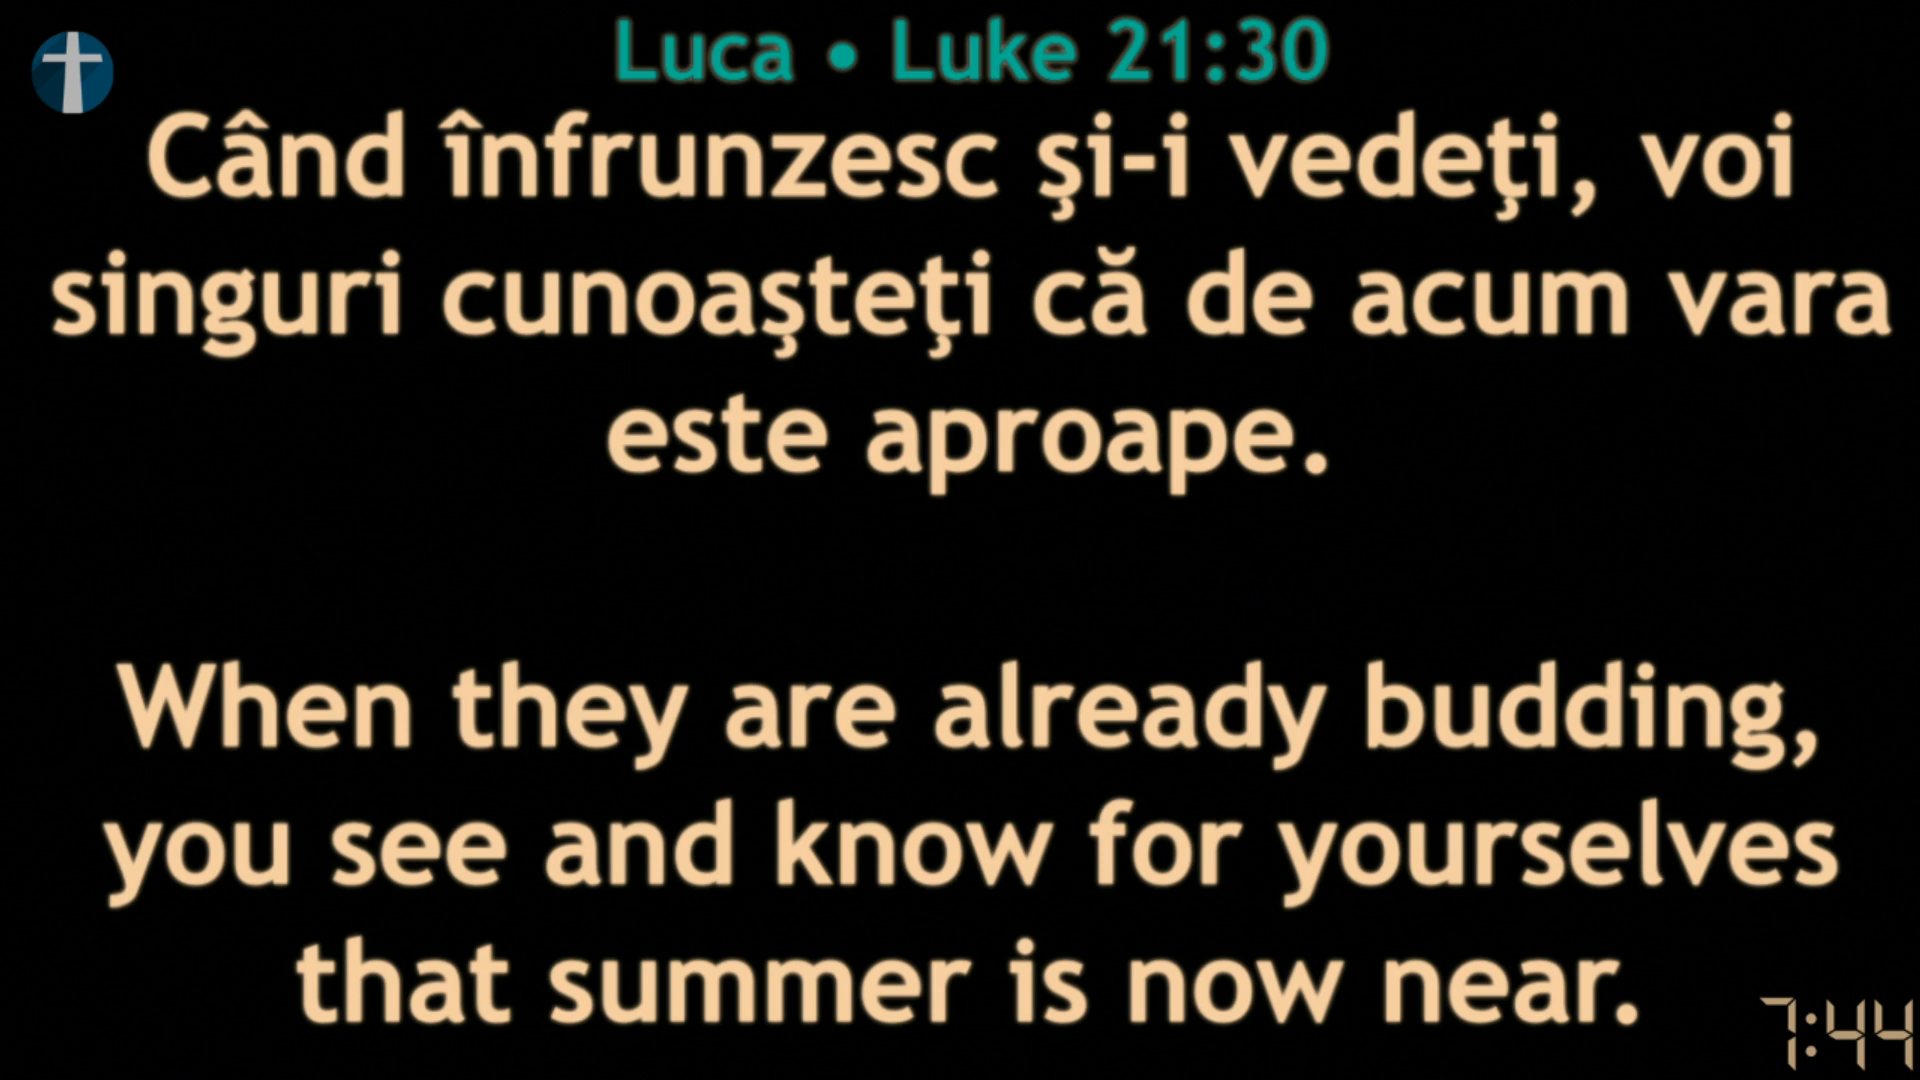 Luca • Luke 21:30
Când înfrunzesc şi-i vedeţi, voi
singuri cunoaşteţi că de acum vara
este aproape.
When they are already budding,
you see and know for yourselves
that summer is now near.
7:44